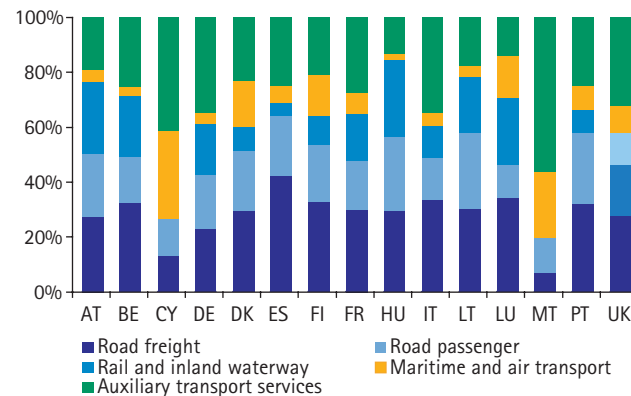 100%
80%
60%
40%
20%
0%
AT BE CY DE DK ES FI FR HU IT LT LU MT PT UK
Road freight Road passenger
Rail and inland waterway Maritime and air transport
Auxiliary transport services